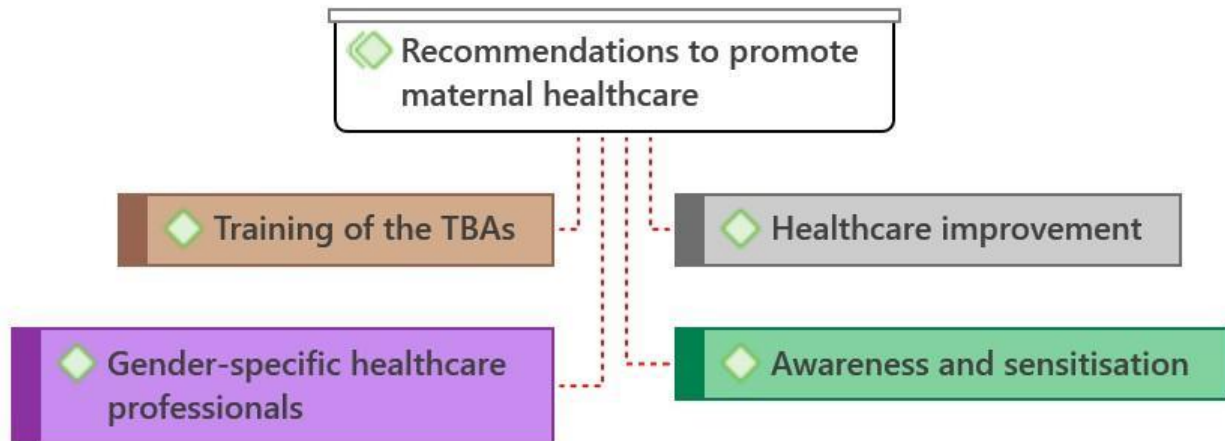 Recommendations to promote
maternal healthcare
Training of the TBAs
Healthcare improvement
Gender-specific healthcare
professionals
Awareness and sensitisation